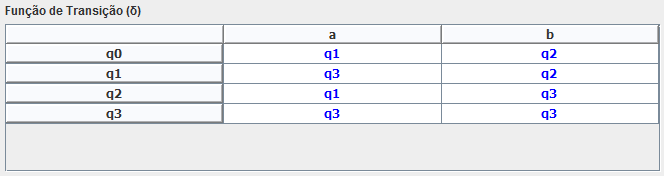 Função de Transição (δ)
a b
q0 q1 q2
q1 q3 q2
q2 q1 q3
q3 q3 q3